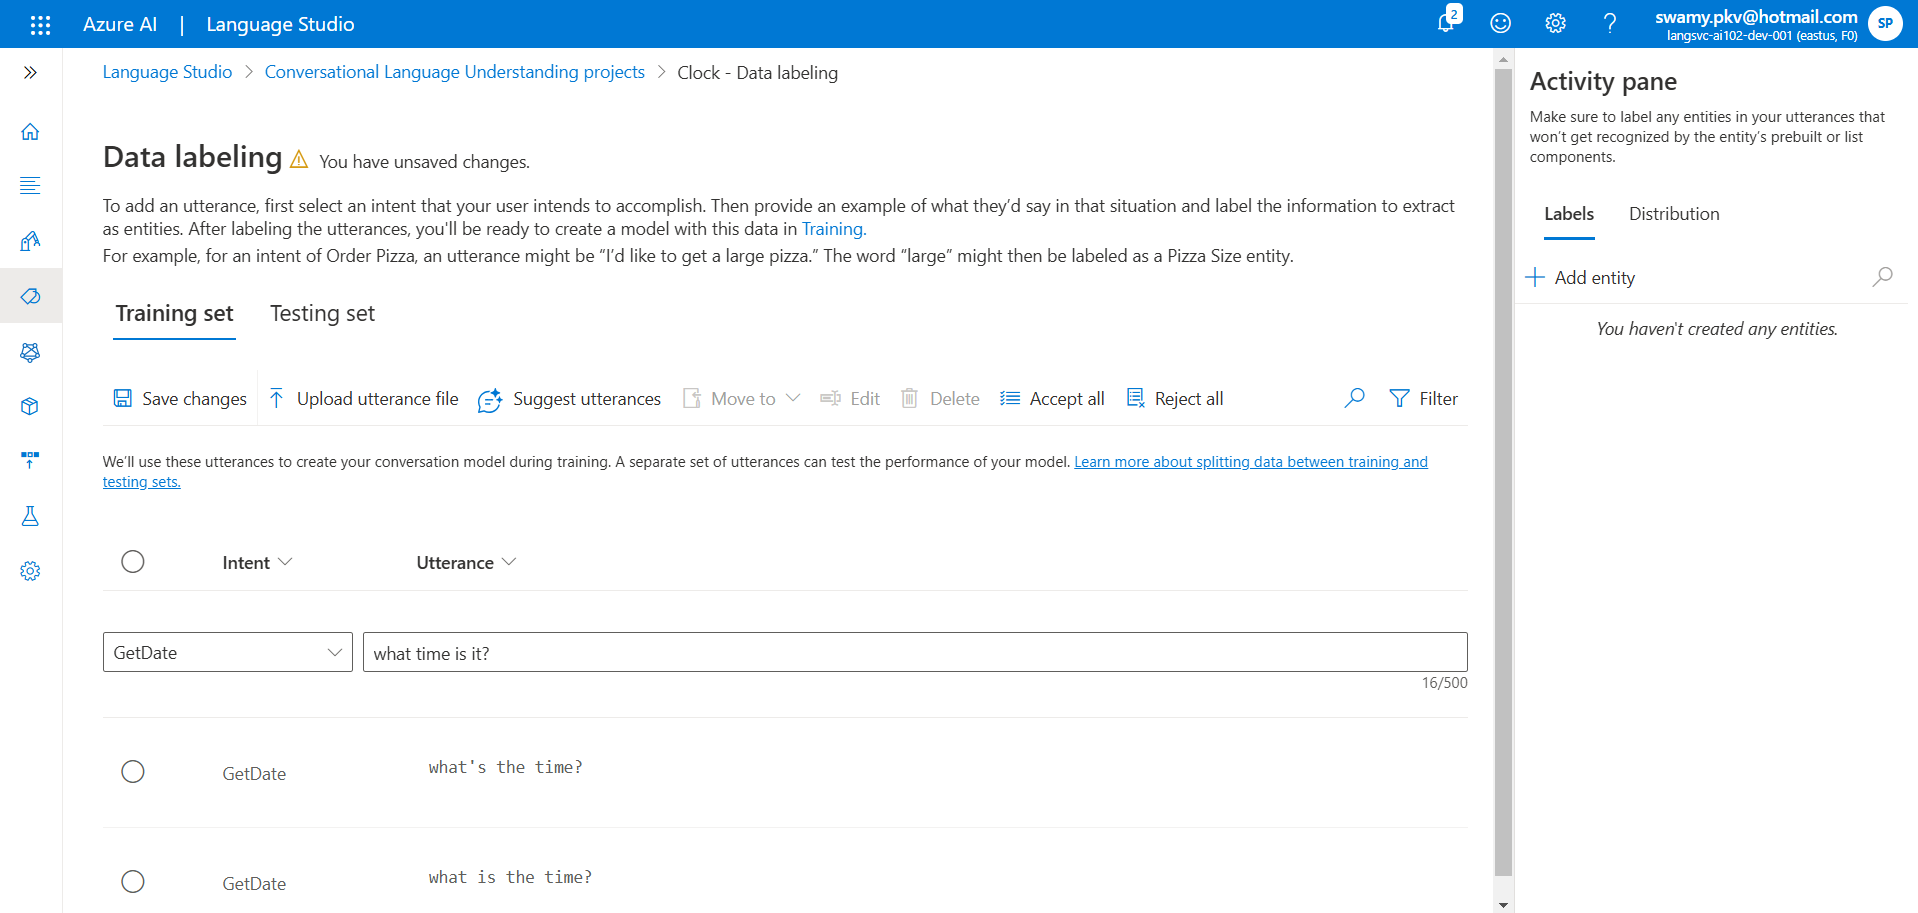 Azure AI | Language Studio
2
swamy.pkv@hotmail.com
langsvc-ai102-dev-001 (eastus, F0)
SP
Language Studio > Conversational Language Understanding projects > Clock - Data labeling
Data labeling
You have unsaved changes.
To add an utterance, first select an intent that your user intends to accomplish. Then provide an example of what they’d say in that situation and label the information to extract
as entities. After labeling the utterances, you'll be ready to create a model with this data in Training.
For example, for an intent of Order Pizza, an utterance might be “I’d like to get a large pizza.” The word “large” might then be labeled as a Pizza Size entity.
Training set
Testing set
Save changes
Upload utterance file
Suggest utterances
Move to
Edit
Delete
Accept all
Reject all
Filter
We’ll use these utterances to create your conversation model during training. A separate set of utterances can test the performance of your model. Learn more about splitting data between training and
testing sets.
Intent
Utterance
GetDate
what time is it?
16/500
GetDate
what's the time?
GetDate
what is the time?
Activity pane
Make sure to label any entities in your utterances that
won’t get recognized by the entity’s prebuilt or list
components.
Labels
Distribution
Add entity
You haven't created any entities.